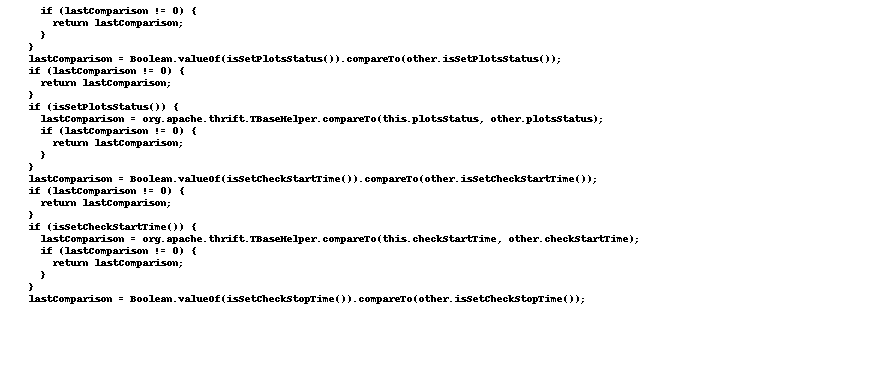 if (lastComparison != 0) {
        return lastComparison;
      }
    }
    lastComparison = Boolean.valueOf(isSetPlotsStatus()).compareTo(other.isSetPlotsStatus());
    if (lastComparison != 0) {
      return lastComparison;
    }
    if (isSetPlotsStatus()) {
      lastComparison = org.apache.thrift.TBaseHelper.compareTo(this.plotsStatus, other.plotsStatus);
      if (lastComparison != 0) {
        return lastComparison;
      }
    }
    lastComparison = Boolean.valueOf(isSetCheckStartTime()).compareTo(other.isSetCheckStartTime());
    if (lastComparison != 0) {
      return lastComparison;
    }
    if (isSetCheckStartTime()) {
      lastComparison = org.apache.thrift.TBaseHelper.compareTo(this.checkStartTime, other.checkStartTime);
      if (lastComparison != 0) {
        return lastComparison;
      }
    }
    lastComparison = Boolean.valueOf(isSetCheckStopTime()).compareTo(other.isSetCheckStopTime());